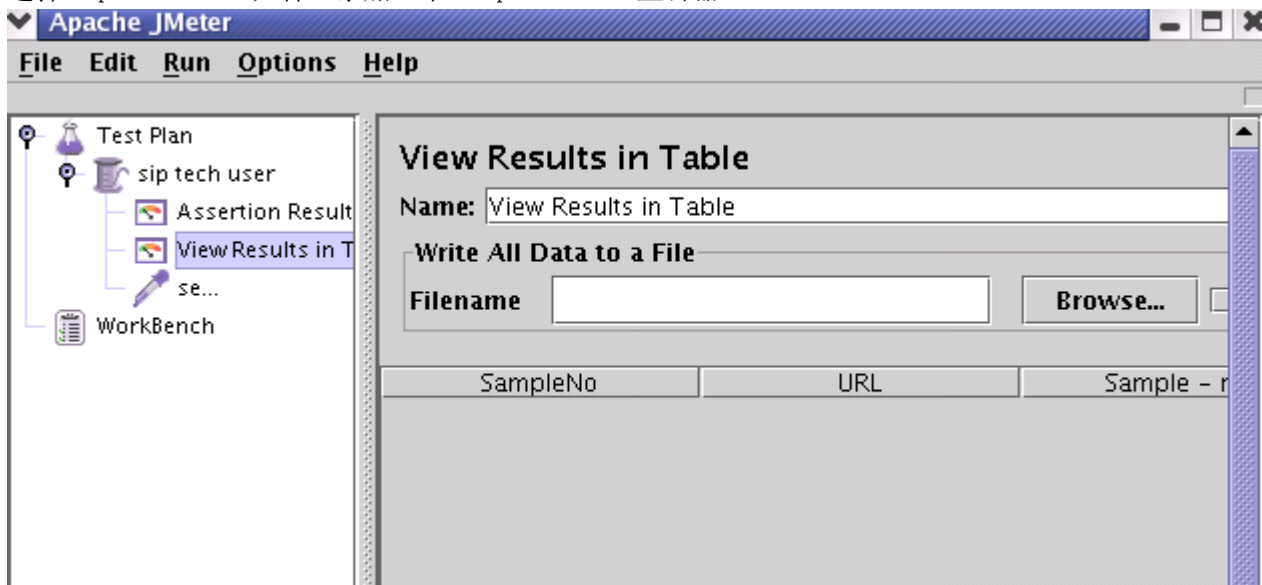 Apache JMeter
File Edit Run Options Help
Test Plan
sip tech user
Assertion Result
View Results in T
se...
WorkBench
View Results in Table
Name: View Results in Table
Write All Data to a File
Filename
Browse...
SampleNo URL Sample -